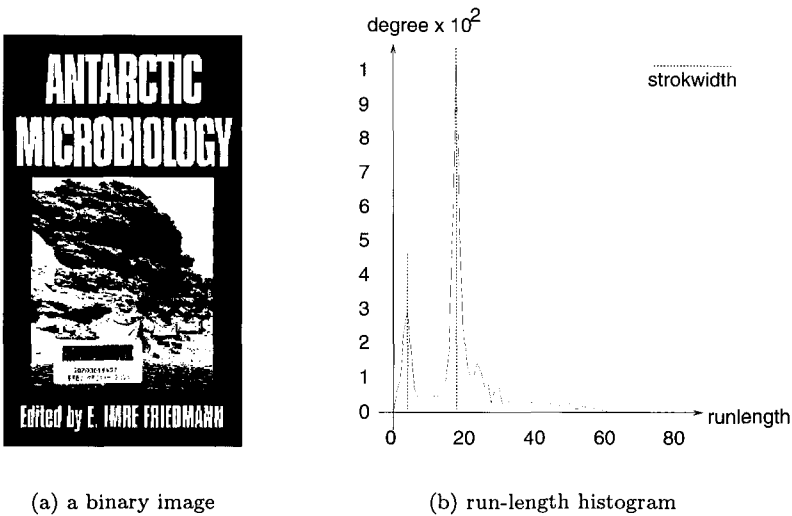 ANTARCTIC
MICROBIOLOGY
Edited by E. IMRE FRIEDMANN
(a) a binary image
degree x 10^2
strokwidth
1
9
8
7
6
5
4
3
2
1
0
0 20 40 60 80
runlength
(b) run-length histogram